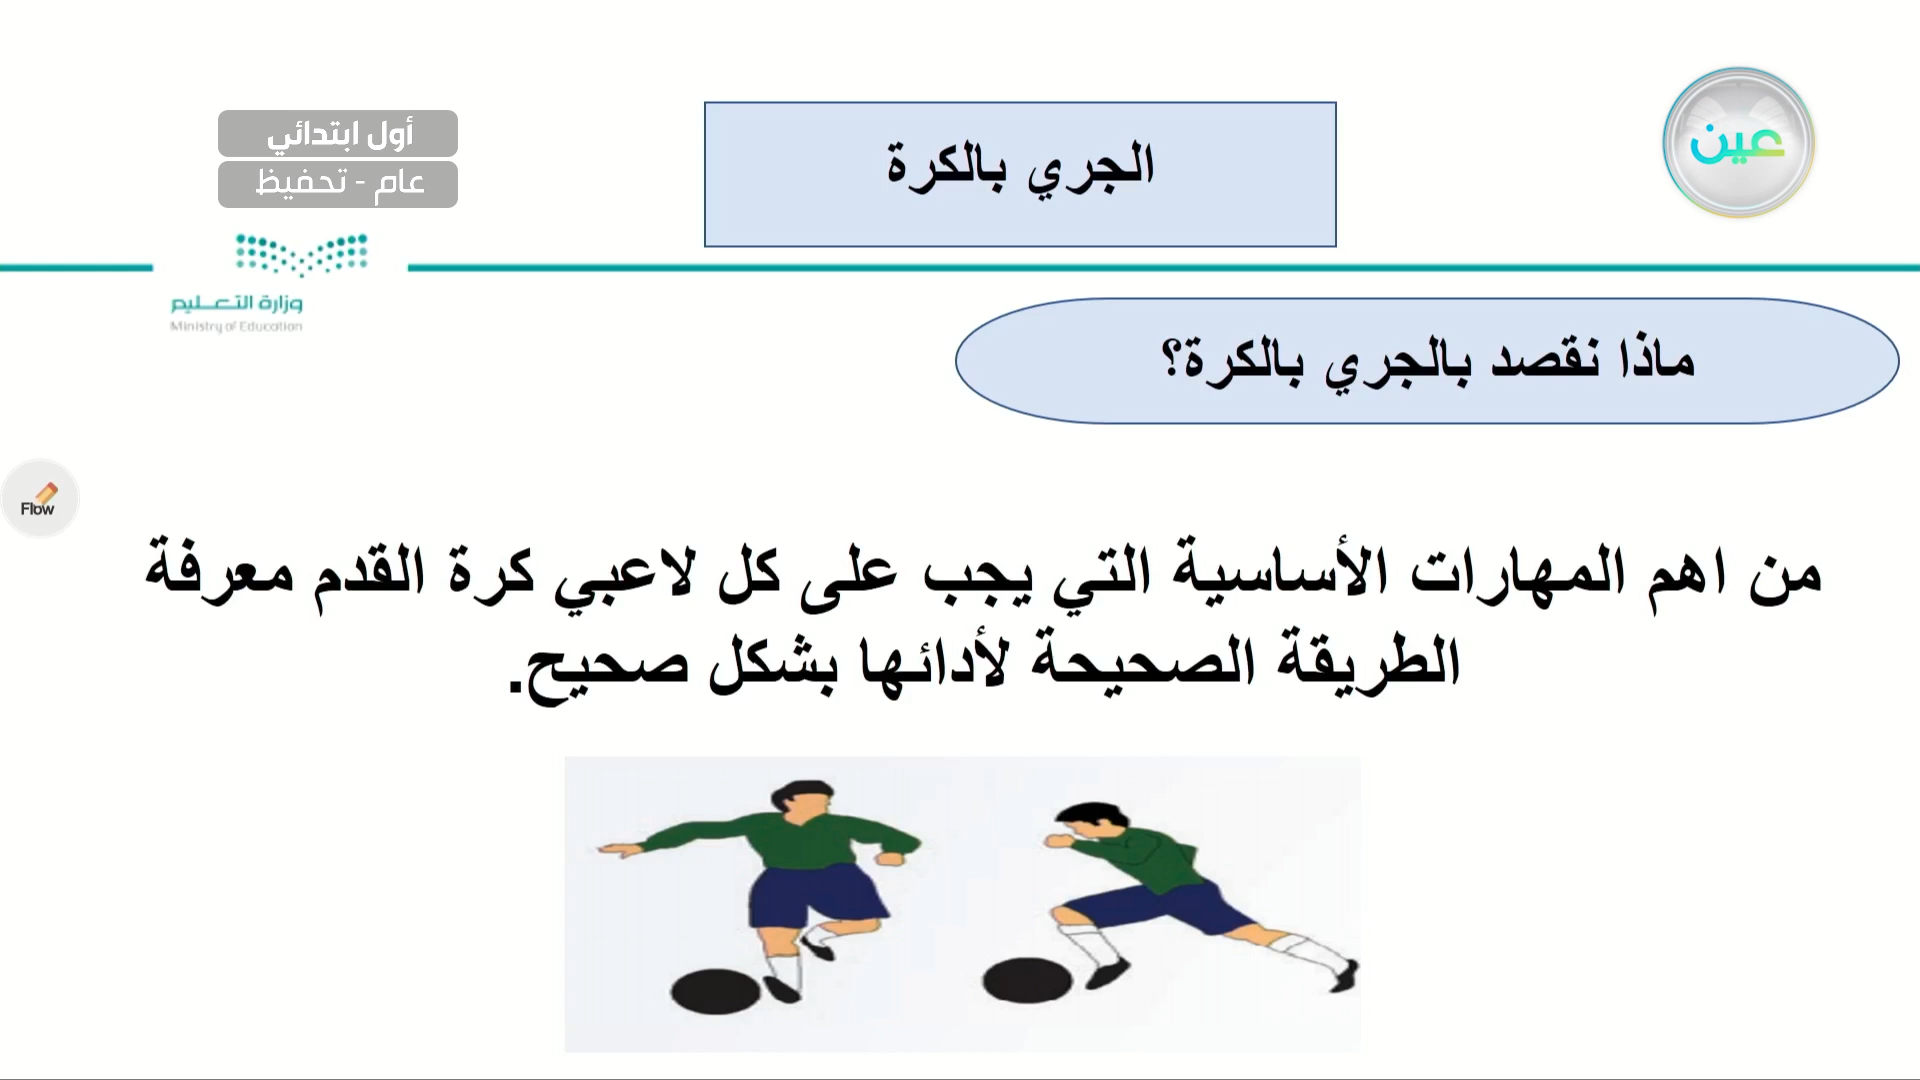 عين
الجري بالكرة
أول ابتدائي
عام - تحفيظ
وزارة التعليم
Ministry of Education
ماذا نقصد بالجري بالكرة؟
Flow
من اهم المهارات الأساسية التي يجب على كل لاعبي كرة القدم معرفة
الطريقة الصحيحة لأدائها بشكل صحيح.